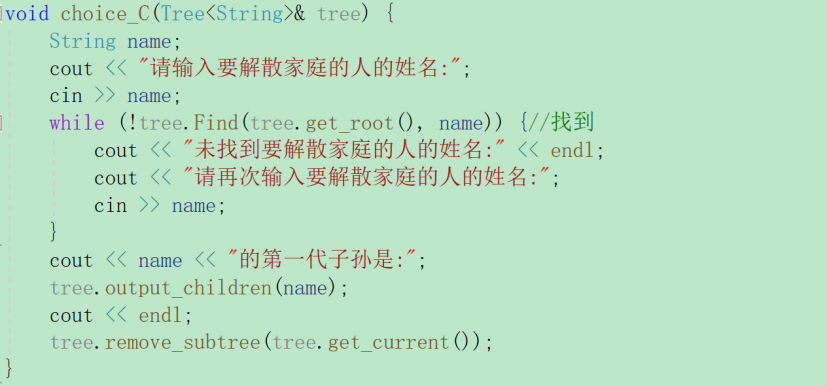 void choice_C(Tree<String>& tree) {
    String name;
    cout << "请输入要解散家庭的人的姓名:";
    cin >> name;
    while (!tree.Find(tree.get_root(), name)) {//找到
        cout << "未找到要解散家庭的人的姓名:" << endl;
        cout << "请再次输入要解散家庭的人的姓名:";
        cin >> name;
    }
    cout << name << "的第一代子孙是:";
    tree.output_children(name);
    cout << endl;
    tree.remove_subtree(tree.get_current());
}